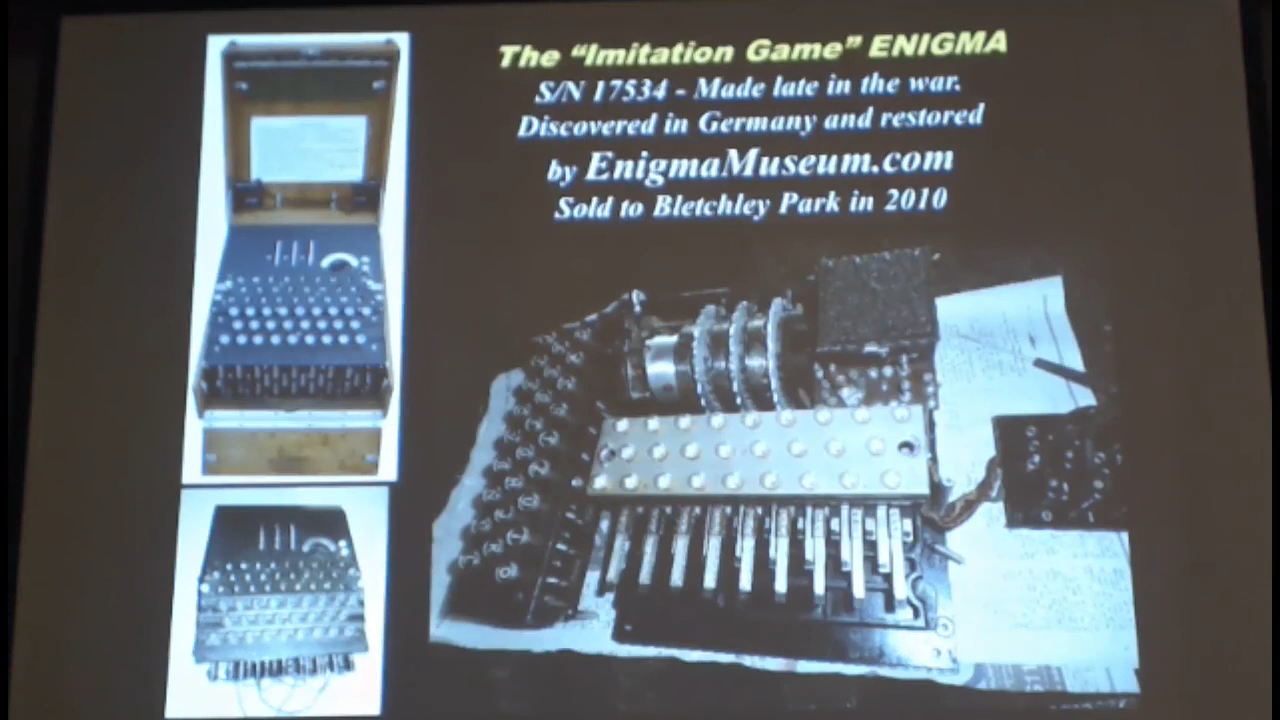 The “Imitation Game” ENIGMA
S/N 17534 - Made late in the war.
Discovered in Germany and restored
by EnigmaMuseum.com
Sold to Bletchley Park in 2010